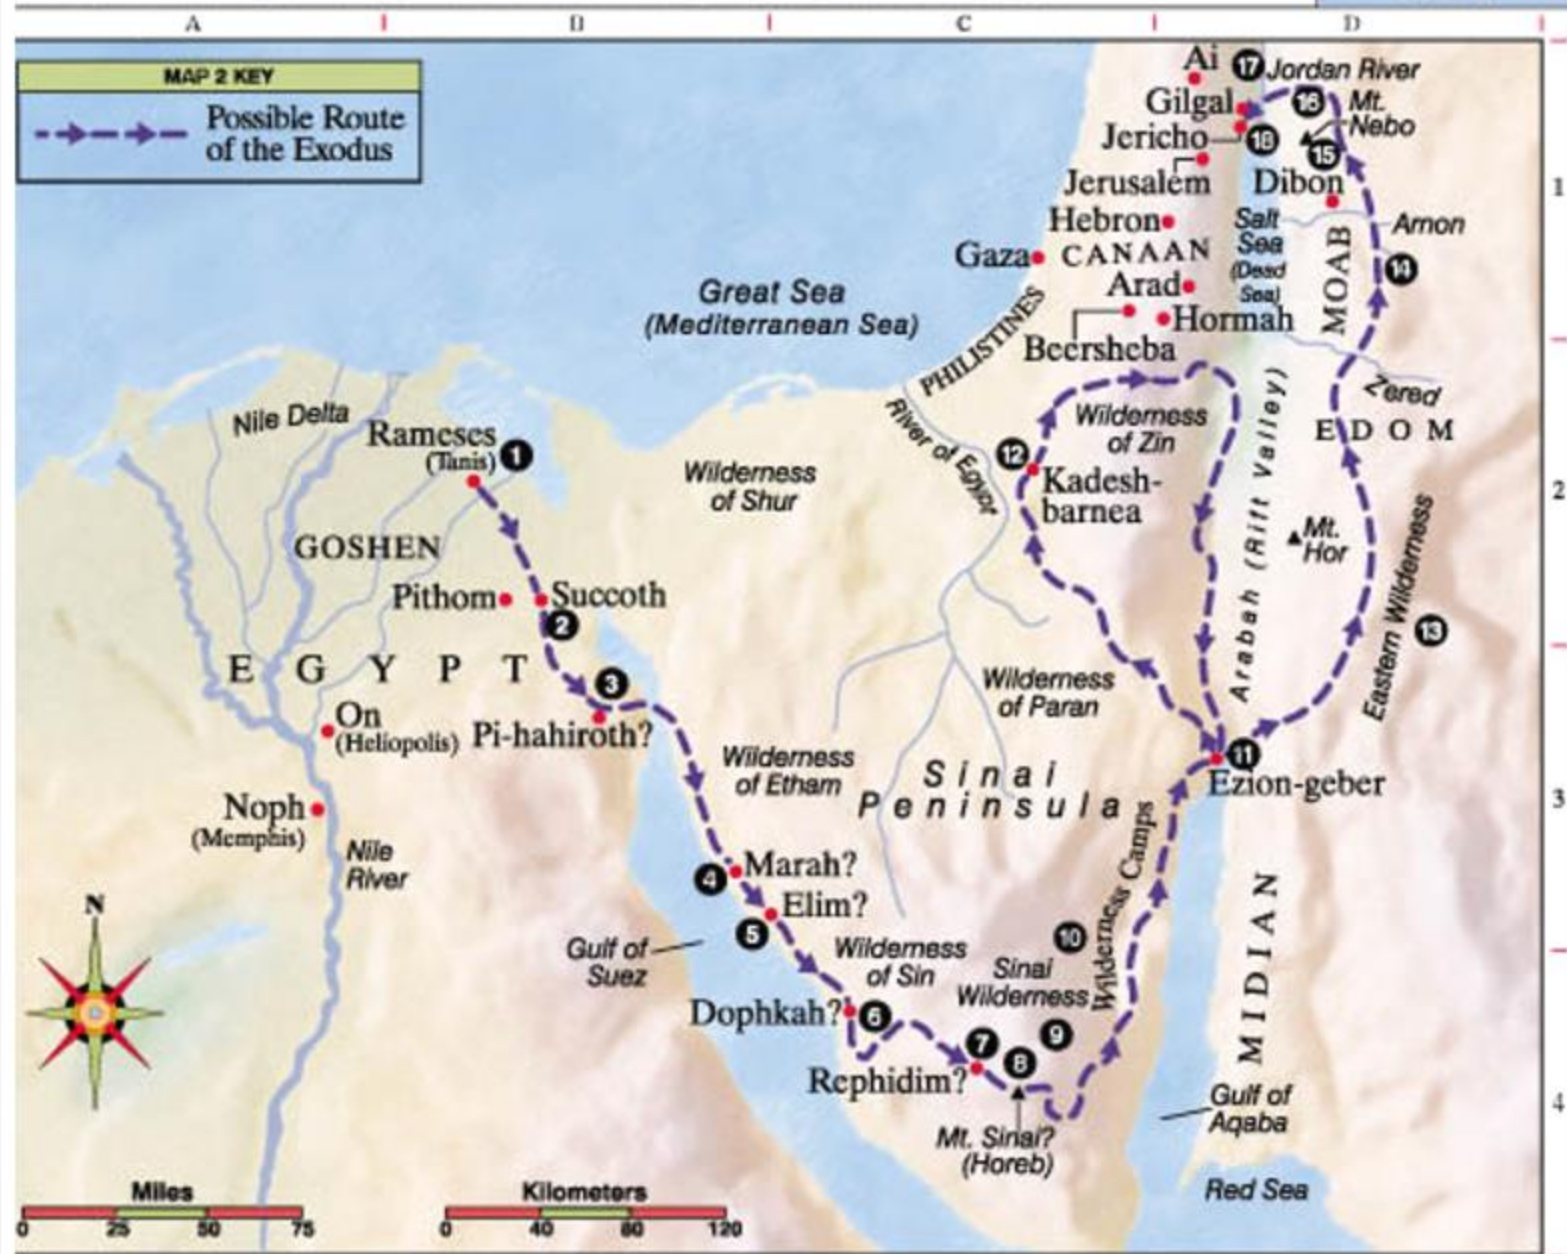 A B C D
MAP 2 KEY
Possible Route
of the Exodus
Ai
17
Jordan River
Gilgal
16
Mt.
Nebo
Jericho
18
15
Jerusalem
Dibon
1
Hebron
Salt
Sea
(Dead
Sea)
Arnon
Gaza
CANAAN
MOAB
14
Great Sea
(Mediterranean Sea)
Arad
Hormah
PHILISTINES
Beersheba
Zered
Nile Delta
Wilderness
of Zin
EDOM
Rameses
(Tanis)
1
River of Egypt
12
Wilderness
of Shur
Kadesh-
barnea
2
Arabah (Rift Valley)
Mt.
Hor
GOSHEN
Eastern Wilderness
Pithom
Succoth
2
13
EGYPT
3
Wilderness
of Paran
On
(Heliopolis)
Pi-hahiroth?
Wilderness
of Etham
Sinai
Peninsula
11
Ezion-geber
3
Noph
(Memphis)
Nile
River
4
Marah?
Wilderness Camps
Elim?
5
10
MIDIAN
N
Gulf of
Suez
Wilderness
of Sin
Sinai
Wilderness
Dophkah?
6
7
8
9
Rephidim?
Gulf of
Aqaba
4
Mt. Sinai?
(Horeb)
Red Sea
Miles
0 25 50 75
Kilometers
0 40 80 120